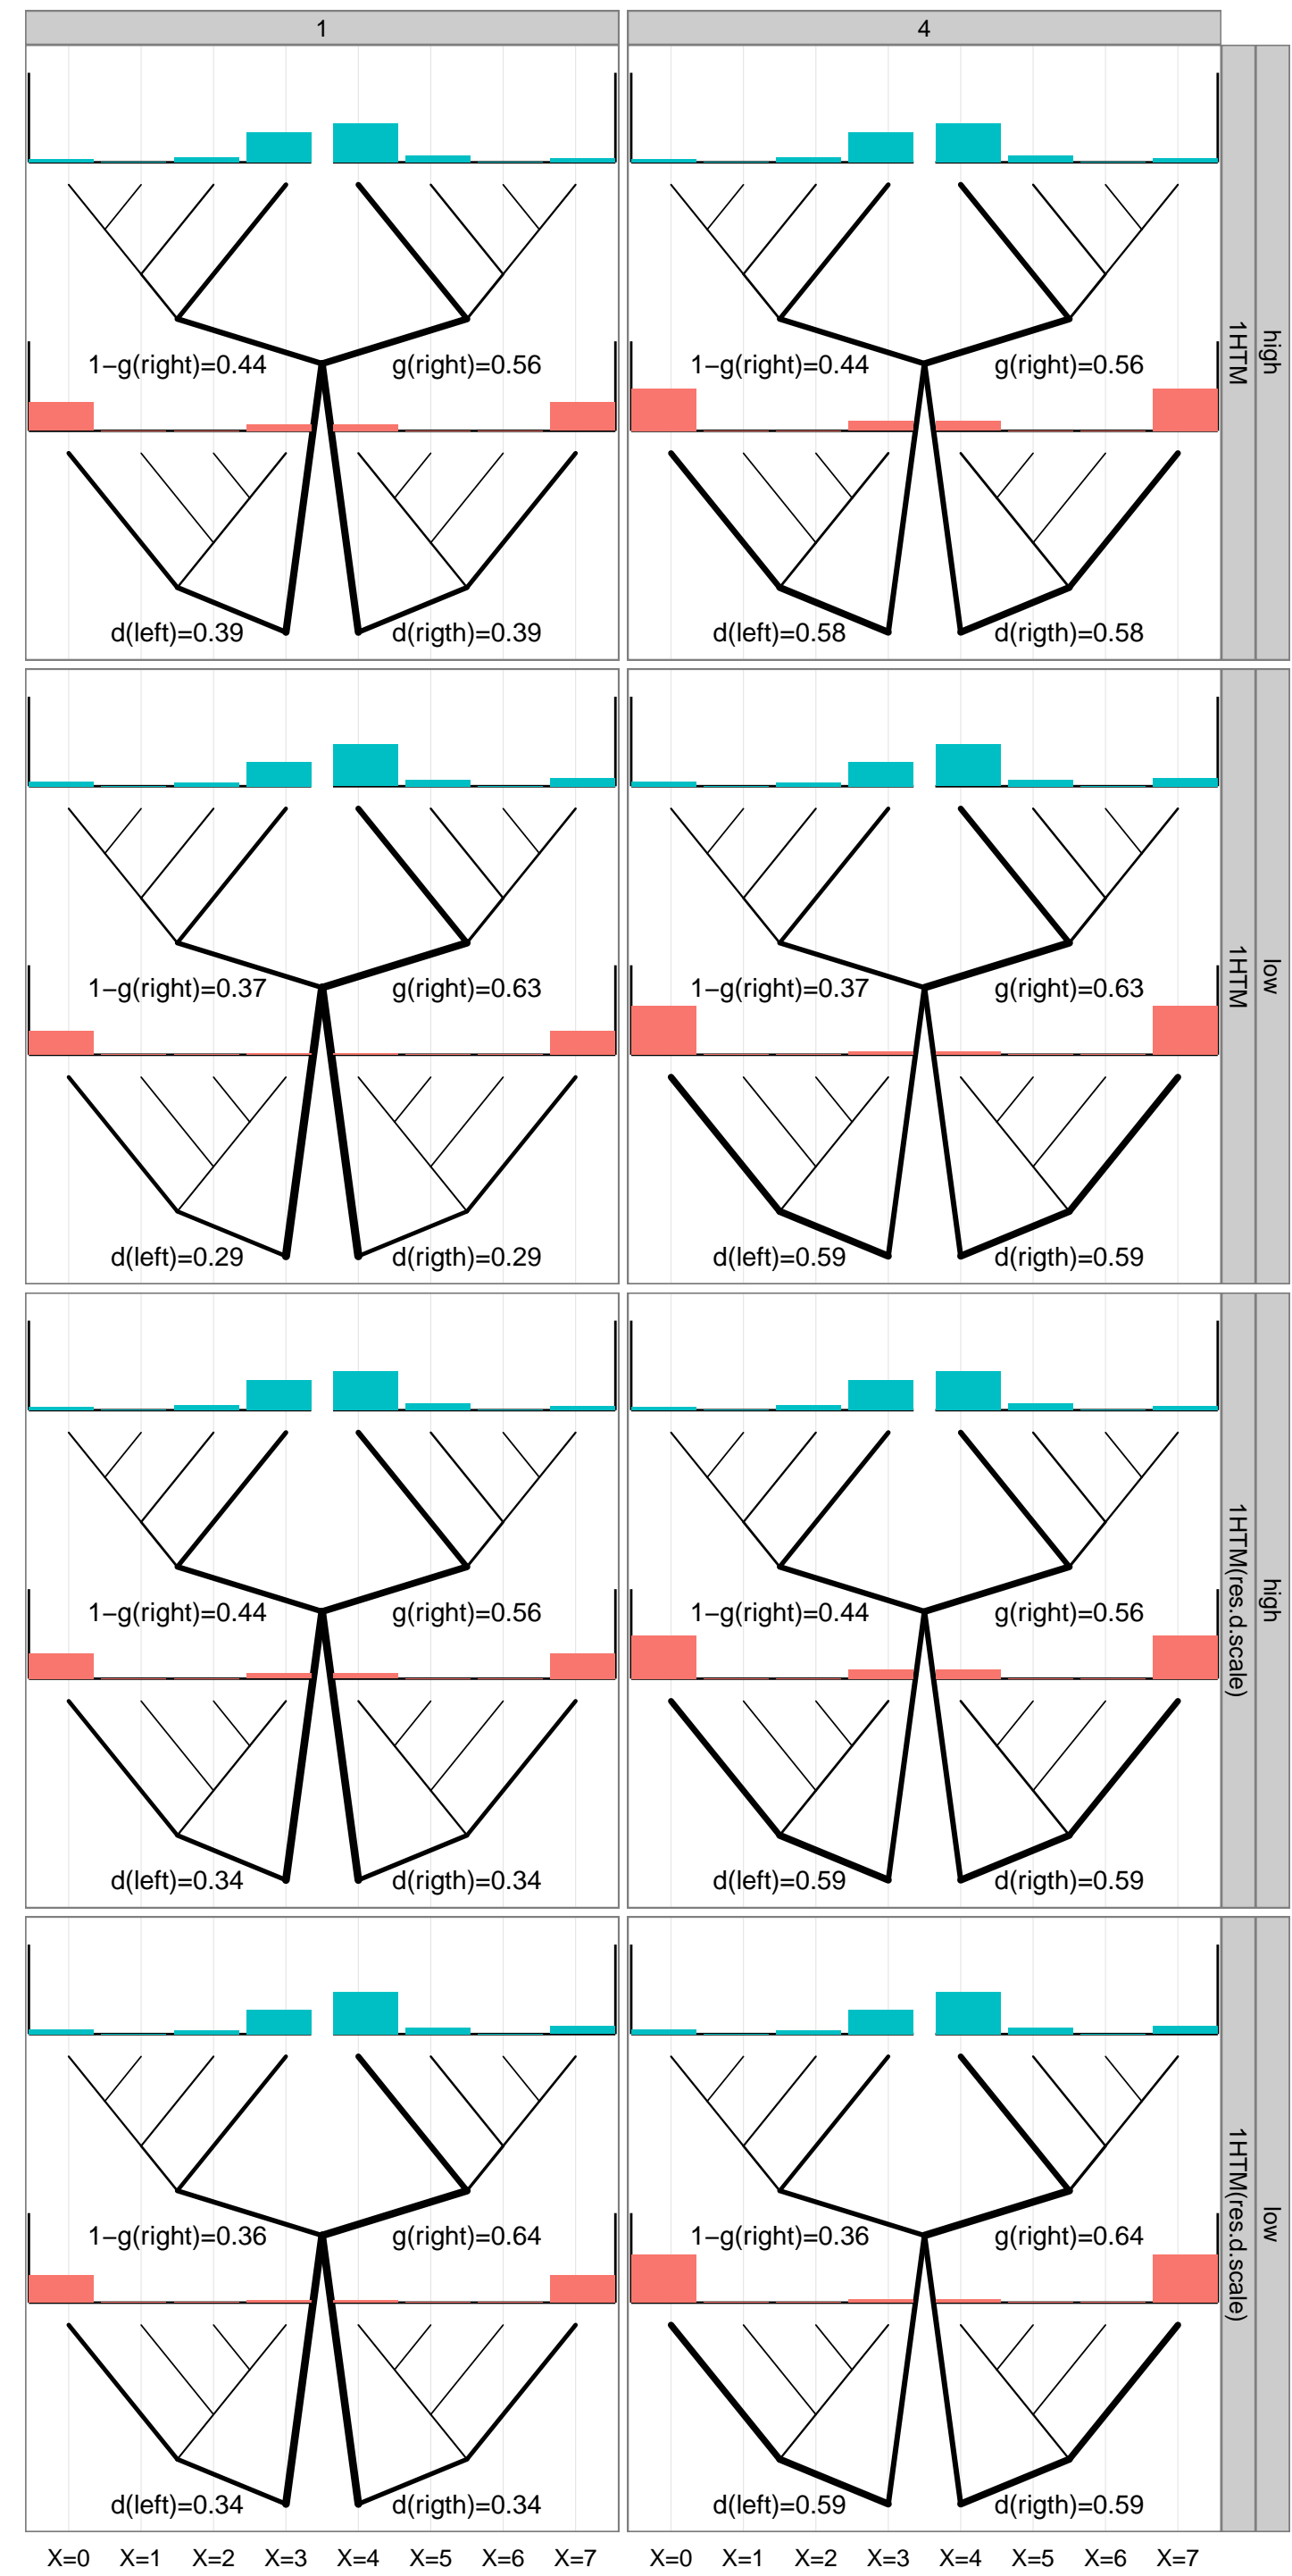 1 4
1−g(right)=0.44 g(right)=0.56 1−g(right)=0.44 g(right)=0.56
d(left)=0.39 d(rigth)=0.39 d(left)=0.58 d(rigth)=0.58
1HTM
high
1−g(right)=0.37 g(right)=0.63 1−g(right)=0.37 g(right)=0.63
d(left)=0.29 d(rigth)=0.29 d(left)=0.59 d(rigth)=0.59
1HTM
low
1−g(right)=0.44 g(right)=0.56 1−g(right)=0.44 g(right)=0.56
d(left)=0.34 d(rigth)=0.34 d(left)=0.59 d(rigth)=0.59
1HTM(res.d.scale)
high
1−g(right)=0.36 g(right)=0.64 1−g(right)=0.36 g(right)=0.64
d(left)=0.34 d(rigth)=0.34 d(left)=0.59 d(rigth)=0.59
1HTM(res.d.scale)
low
X=0 X=1 X=2 X=3 X=4 X=5 X=6 X=7 X=0 X=1 X=2 X=3 X=4 X=5 X=6 X=7